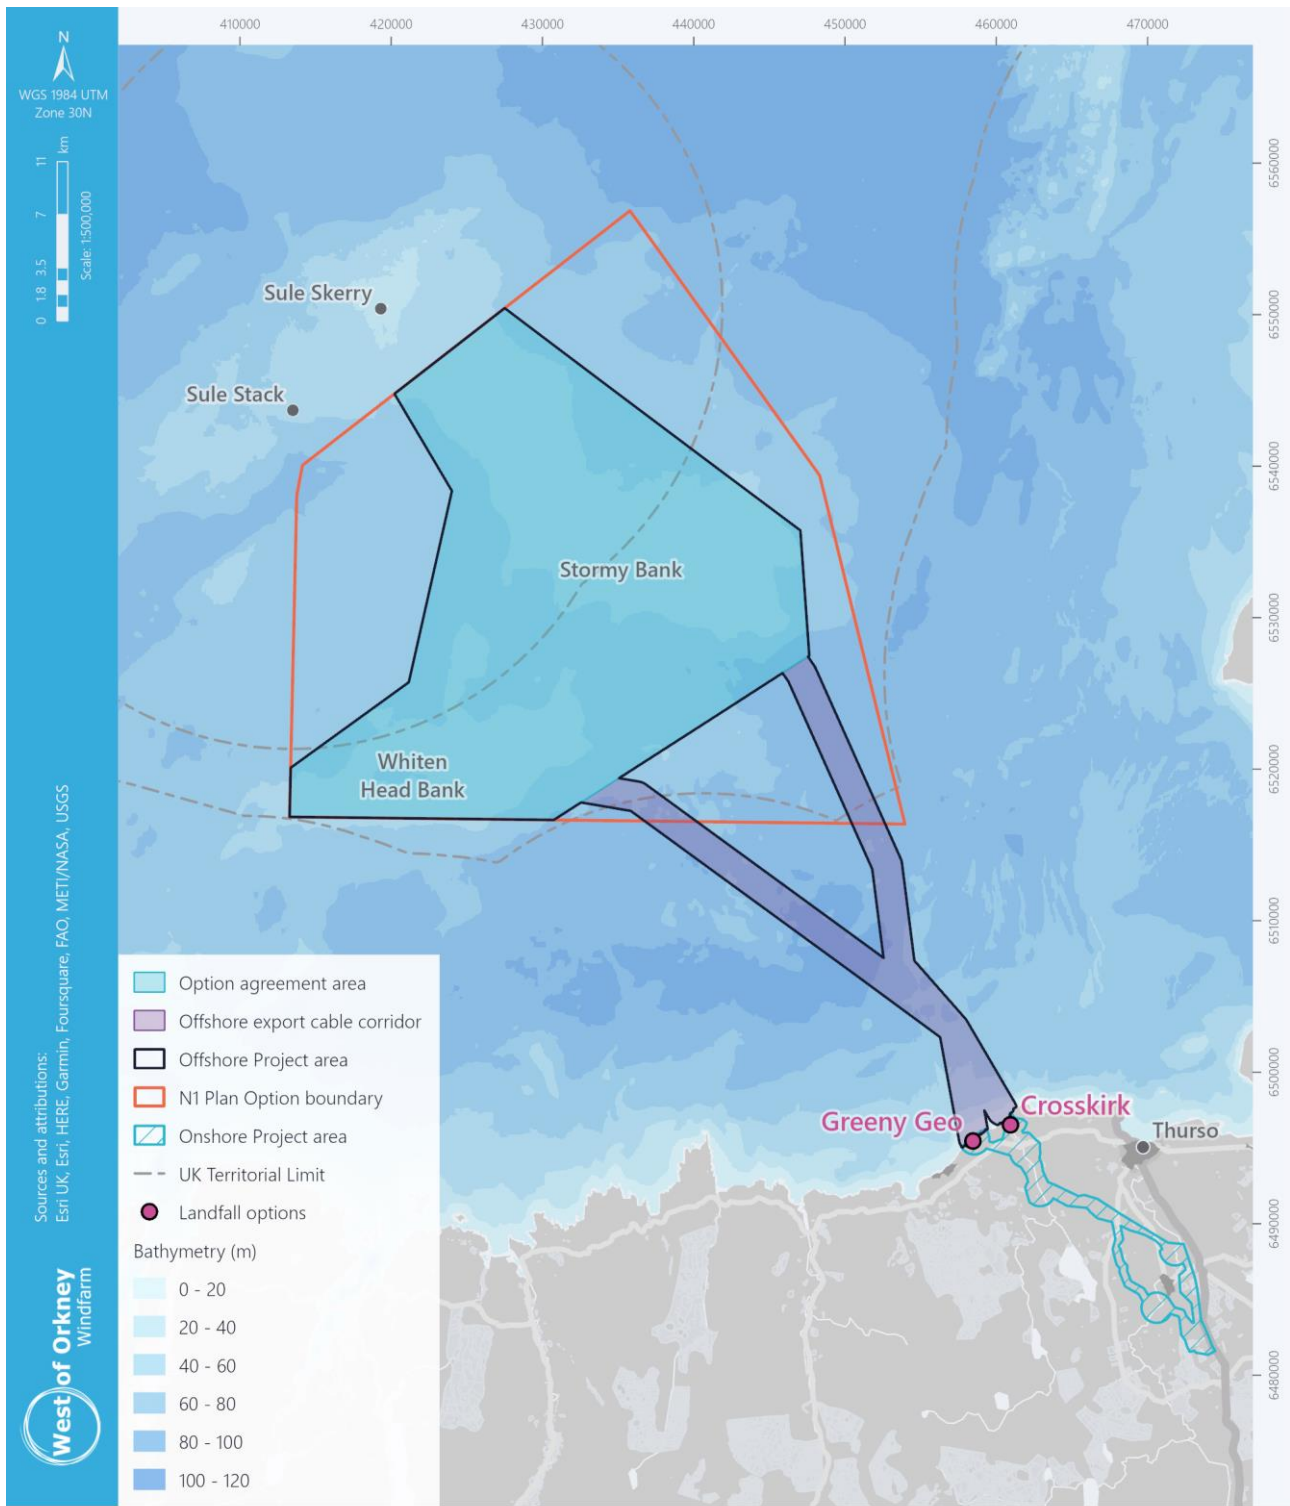 410000 420000 430000 440000 450000 460000 470000
N
WGS 1984 UTM
Zone 30N
0 1.8 3.5 7 11
km
Scale: 1:500,000
6560000
6550000
6540000
6530000
6520000
6510000
6500000
6490000
6480000
Sule Skerry
Sule Stack
Stormy Bank
Whiten
Head Bank
Greeny Geo
Crosskirk
Thurso
Option agreement area
Offshore export cable corridor
Offshore Project area
N1 Plan Option boundary
Onshore Project area
UK Territorial Limit
Landfall options
Bathymetry (m)
0 - 20
20 - 40
40 - 60
60 - 80
80 - 100
100 - 120
Sources and attributions:
Esri UK, Esri, HERE, Garmin, Foursquare, FAO, METI/NASA, USGS
West of Orkney
Windfarm